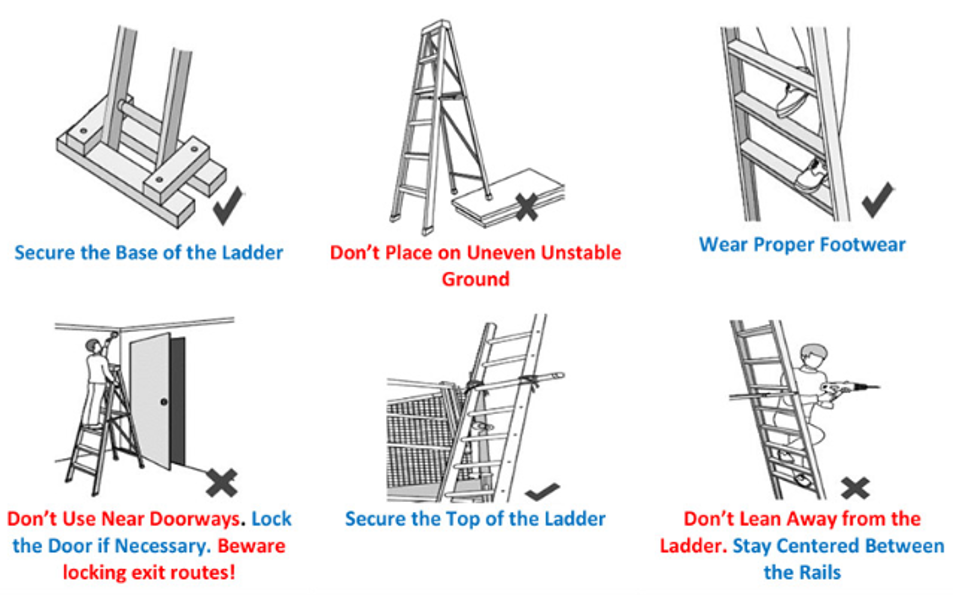 Secure the Base of the Ladder
Don’t Place on Uneven Unstable
Ground
Wear Proper Footwear
Don’t Use Near Doorways. Lock
the Door if Necessary. Beware
locking exit routes!
Secure the Top of the Ladder
Don’t Lean Away from the
Ladder. Stay Centered Between
the Rails